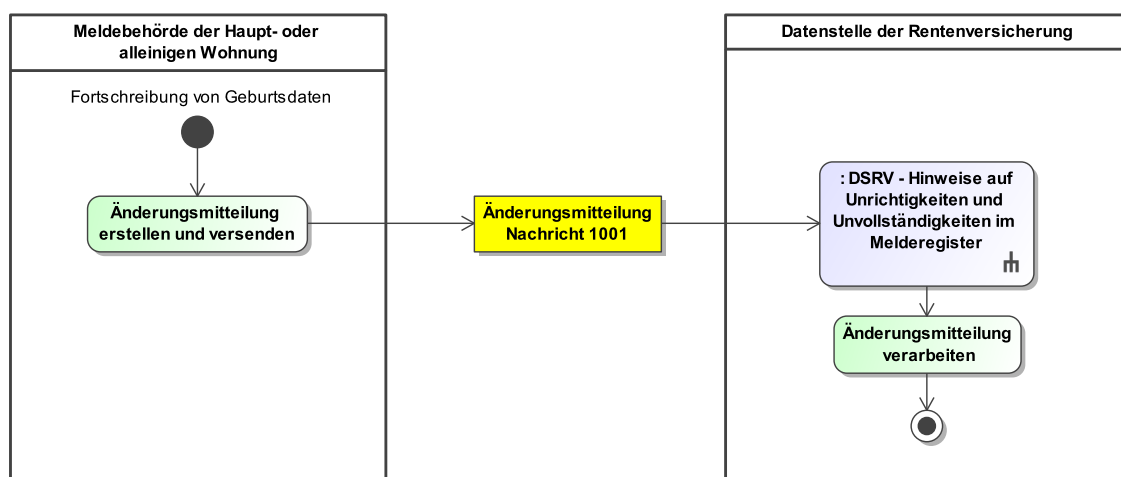 Meldebehörde der Haupt- oder
alleinigen Wohnung
Fortschreibung von Geburtsdaten
Änderungsmitteilung
erstellen und versenden
Änderungsmitteilung
Nachricht 1001
Datenstelle der Rentenversicherung
: DSRV - Hinweise auf
Unrichtigkeiten und
Unvollständigkeiten im
Melderegister
Änderungsmitteilung
verarbeiten